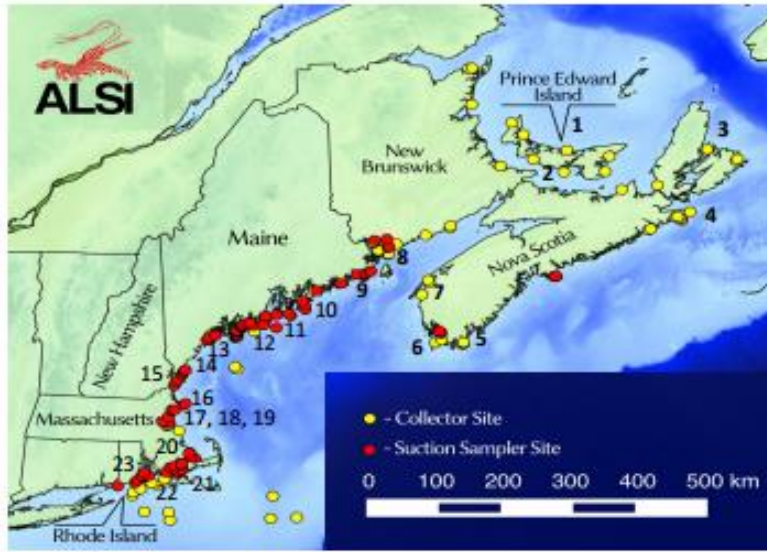 ALSI
Prince Edward
Island
1
3
New
Brunswick
2
Maine
8
4
Nova Scotia
9
7
10
New Hampshire
13
12
11
6
5
15
14
16
Massachusetts
17, 18, 19
20
23
21
22
Rhode Island
- Collector Site
- Suction Sampler Site
0 100 200 300 500 km